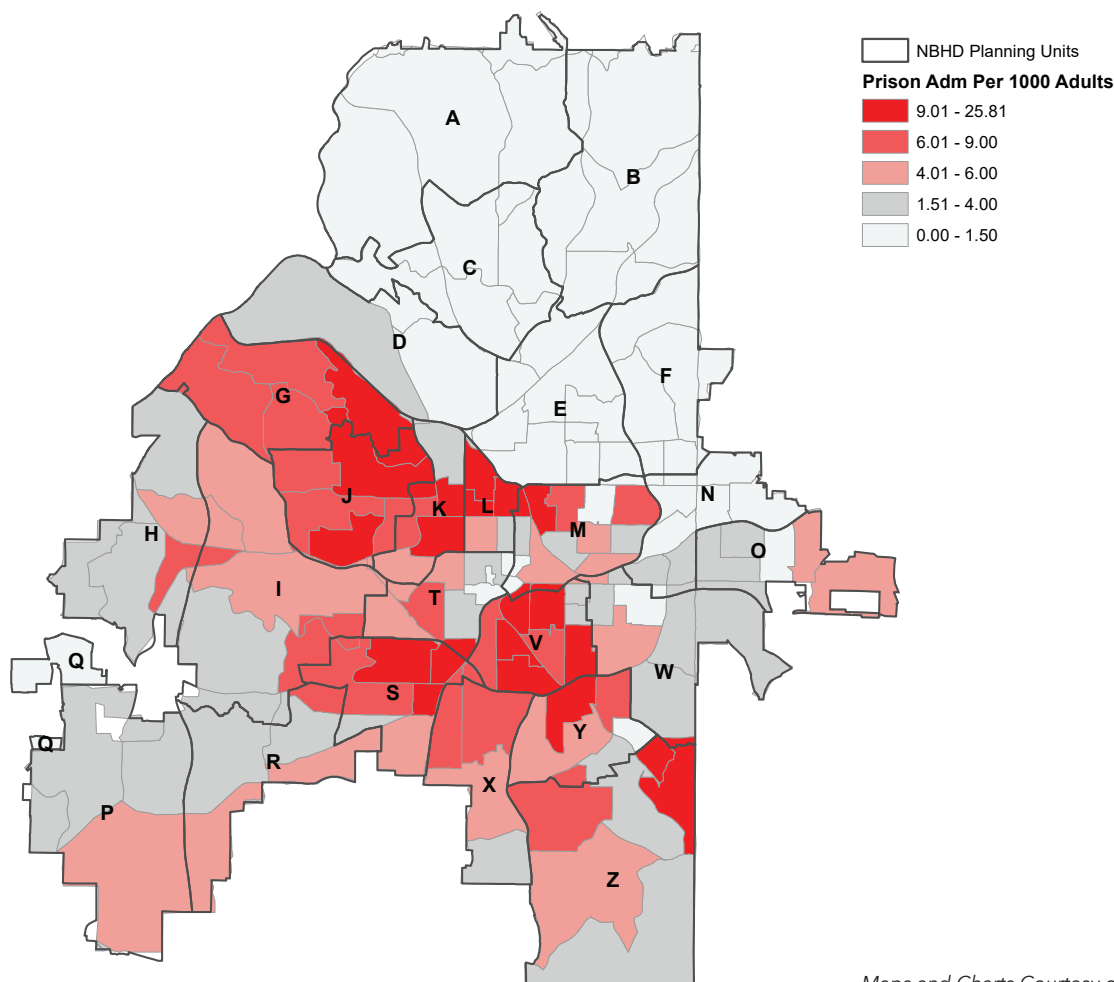 NBHD Planning Units
Prison Adm Per 1000 Adults
9.01 - 25.81
6.01 - 9.00
4.01 - 6.00
1.51 - 4.00
0.00 - 1.50
A
B
C
D
F
G
E
J
N
K
L
M
H
O
I
T
V
Q
W
S
Y
Q
R
X
P
Z
Maps and Charts Courtesy